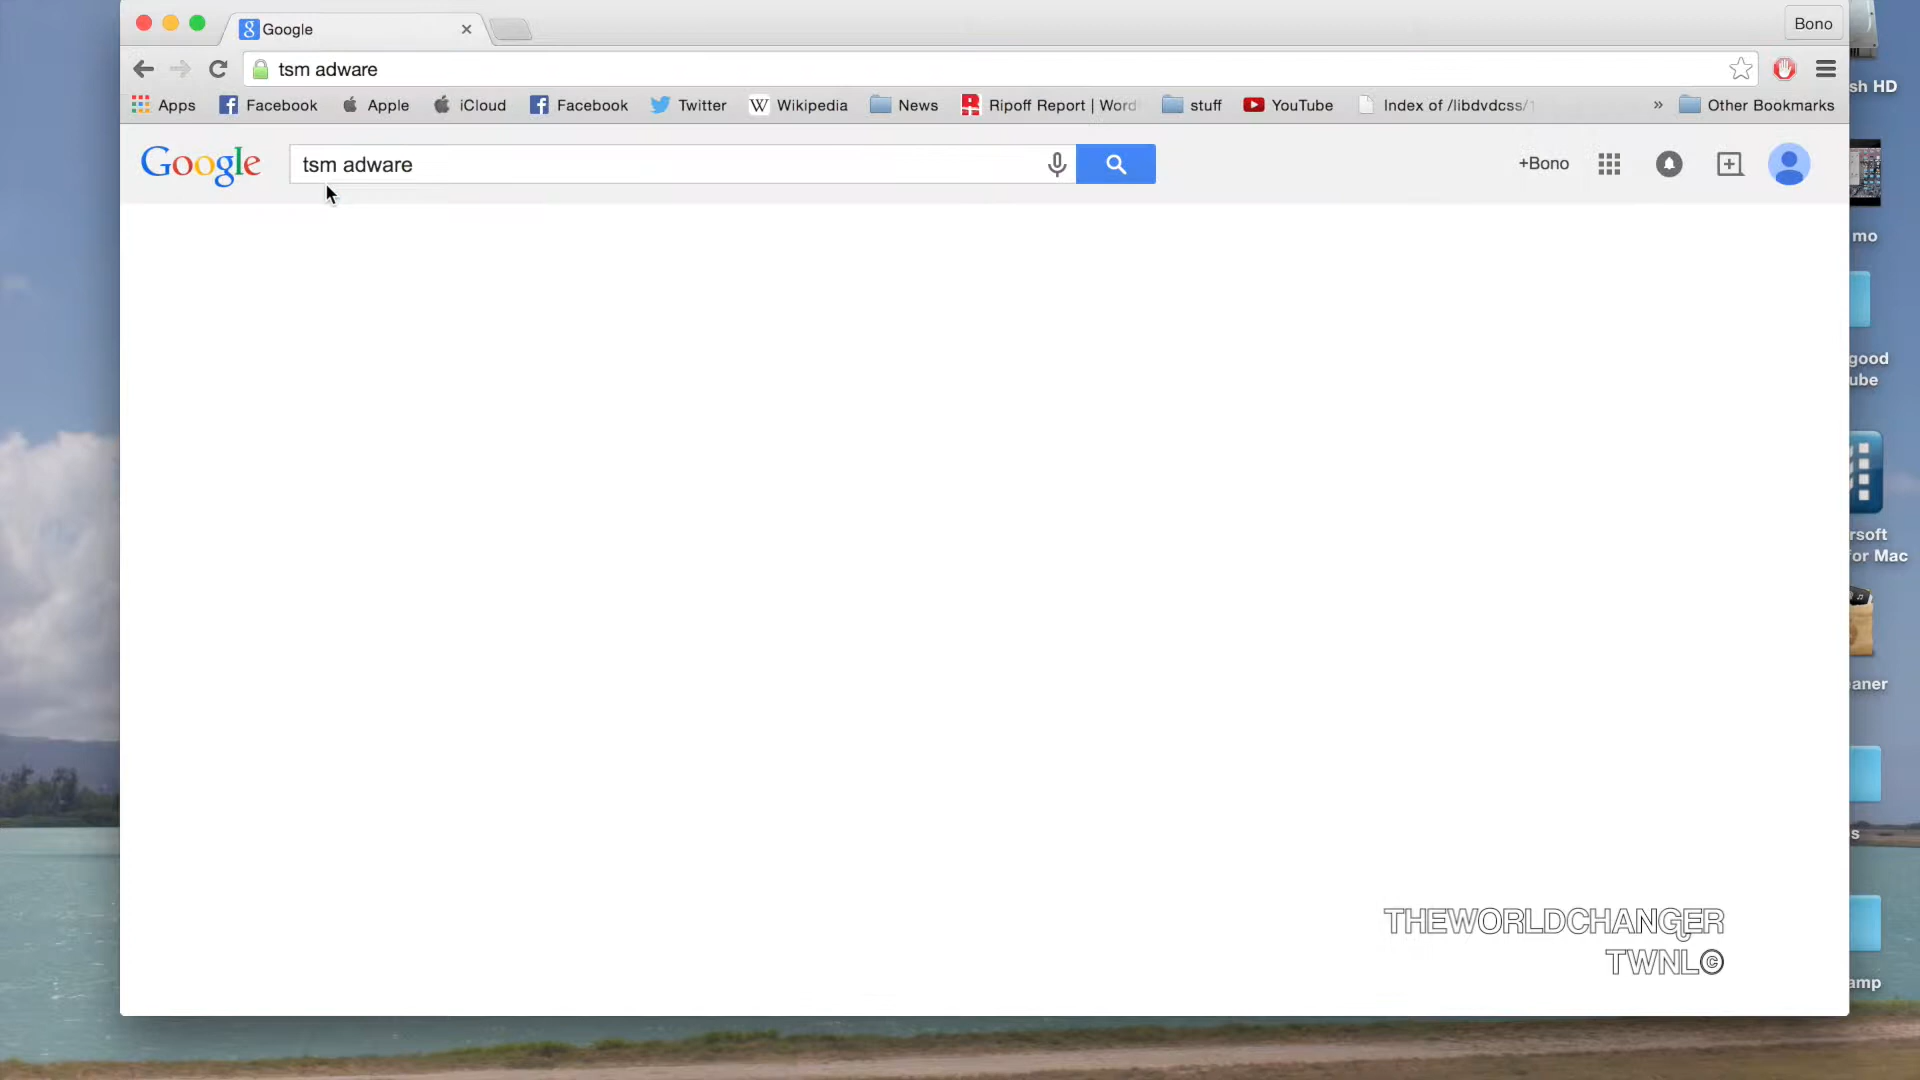 Google
Bono
tsm adware
Apps Facebook Apple iCloud Facebook Twitter W Wikipedia News Ripoff Report | Word stuff YouTube Index of /libdvdcss/ » Other Bookmarks
Google tsm adware +Bono
sh HD
mo
good
ube
rsoft
for Mac
eaner
s
amp
THEWORLDCHANGER
TWNL©